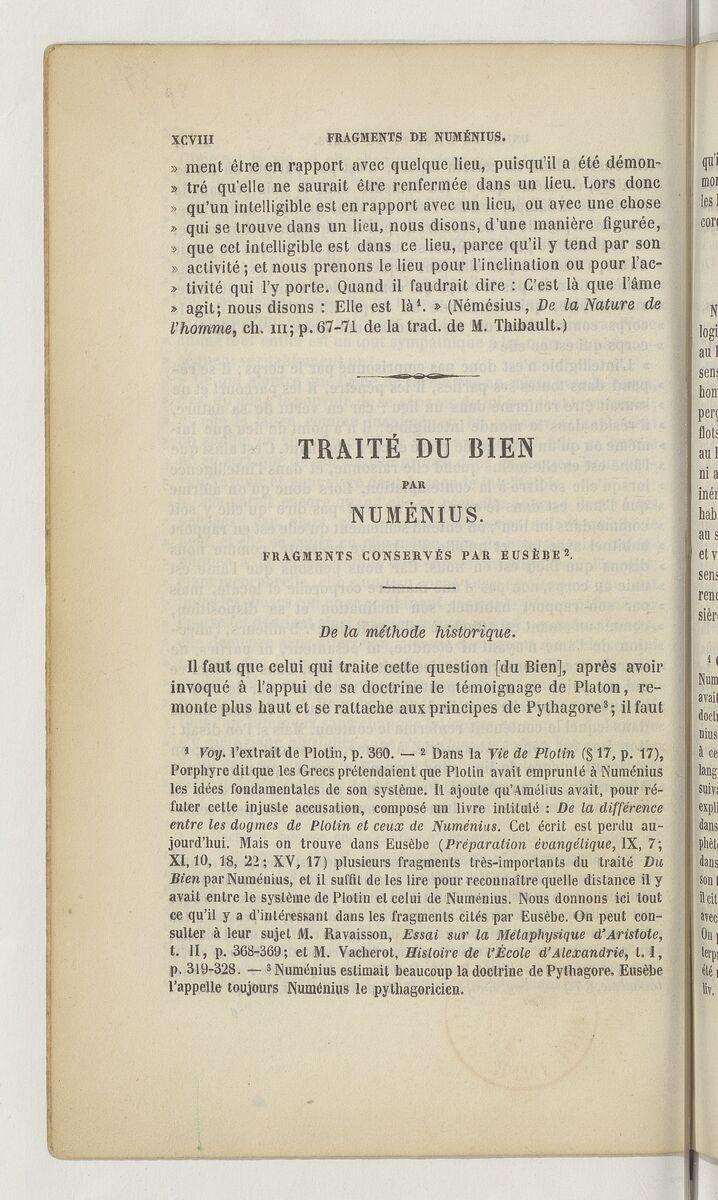 XCVIII FRAGMENTS DE NUMÉNIUS.
» ment être en rapport avec quelque lieu, puisqu'il a été démon-
» tré qu'elle ne saurait être renfermée dans un lieu. Lors donc
» qu'un intelligible est en rapport avec un lieu, ou avec une chose
» qui se trouve dans un lieu, nous disons, d'une manière figurée,
» que cet intelligible est dans ce lieu, parce qu'il y tend par son
» activité; et nous prenons le lieu pour l'inclination ou pour l'ac-
» tivité qui l'y porte. Quand il faudrait dire : C'est là que l'âme
» agit; nous disons : Elle est là¹. » (Némésius, De la Nature de
l'homme, ch. III; p. 67-71 de la trad. de M. Thibault.)
TRAITÉ DU BIEN
PAR
NUMÉNIUS.
FRAGMENTS CONSERVÉS PAR EUSÈBE².
De la méthode historique.
Il faut que celui qui traite cette question [du Bien], après avoir
invoqué à l'appui de sa doctrine le témoignage de Platon, re-
monte plus haut et se rattache aux principes de Pythagore³; il faut
¹ Voy. l'extrait de Plotin, p. 360. — ² Dans la Vie de Plotin (§ 17, p. 17),
Porphyre dit que les Grecs prétendaient que Plotin avait emprunté à Numénius
les idées fondamentales de son système. Il ajoute qu'Amélius avait, pour ré-
futer cette injuste accusation, composé un livre intitulé : De la différence
entre les dogmes de Plotin et ceux de Numénius. Cet écrit est perdu au-
jourd'hui. Mais on trouve dans Eusèbe (Préparation évangélique, IX, 7;
XI, 10, 18, 22; XV, 17) plusieurs fragments très-importants du traité Du
Bien par Numénius, et il suffit de les lire pour reconnaître quelle distance il y
avait entre le système de Plotin et celui de Numénius. Nous donnons ici tout
ce qu'il y a d'intéressant dans les fragments cités par Eusèbe. On peut con-
sulter à leur sujet M. Ravaisson, Essai sur la Métaphysique d'Aristote,
t. II, p. 368-369; et M. Vacherot, Histoire de l'École d'Alexandrie, t. I,
p. 319-328. — ³ Numénius estimait beaucoup la doctrine de Pythagore. Eusèbe
l'appelle toujours Numénius le pythagoricien.